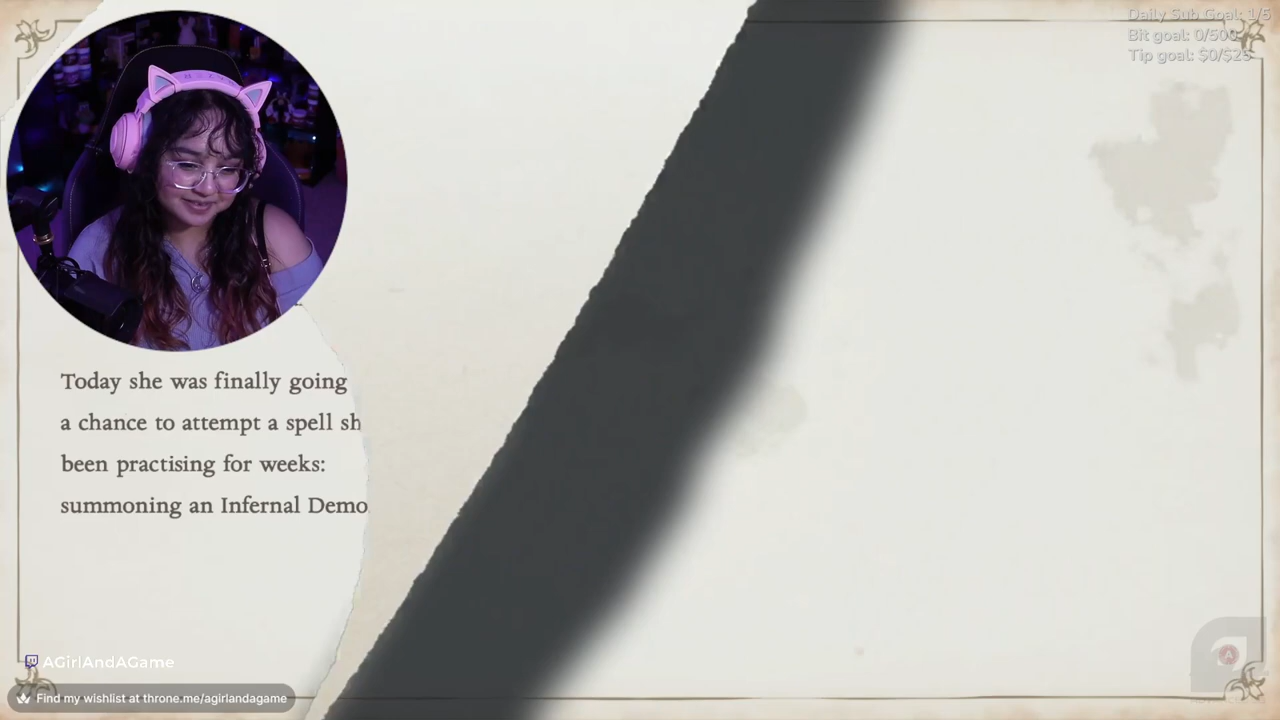 Daily Sub Goal: 1/5
Bit goal: 0/500
Tip goal: $0/$25
Today she was finally going
a chance to attempt a spell sh
been practising for weeks:
summoning an Infernal Demo
AGirlAndAGame
Find my wishlist at throne.me/agirlandagame
A